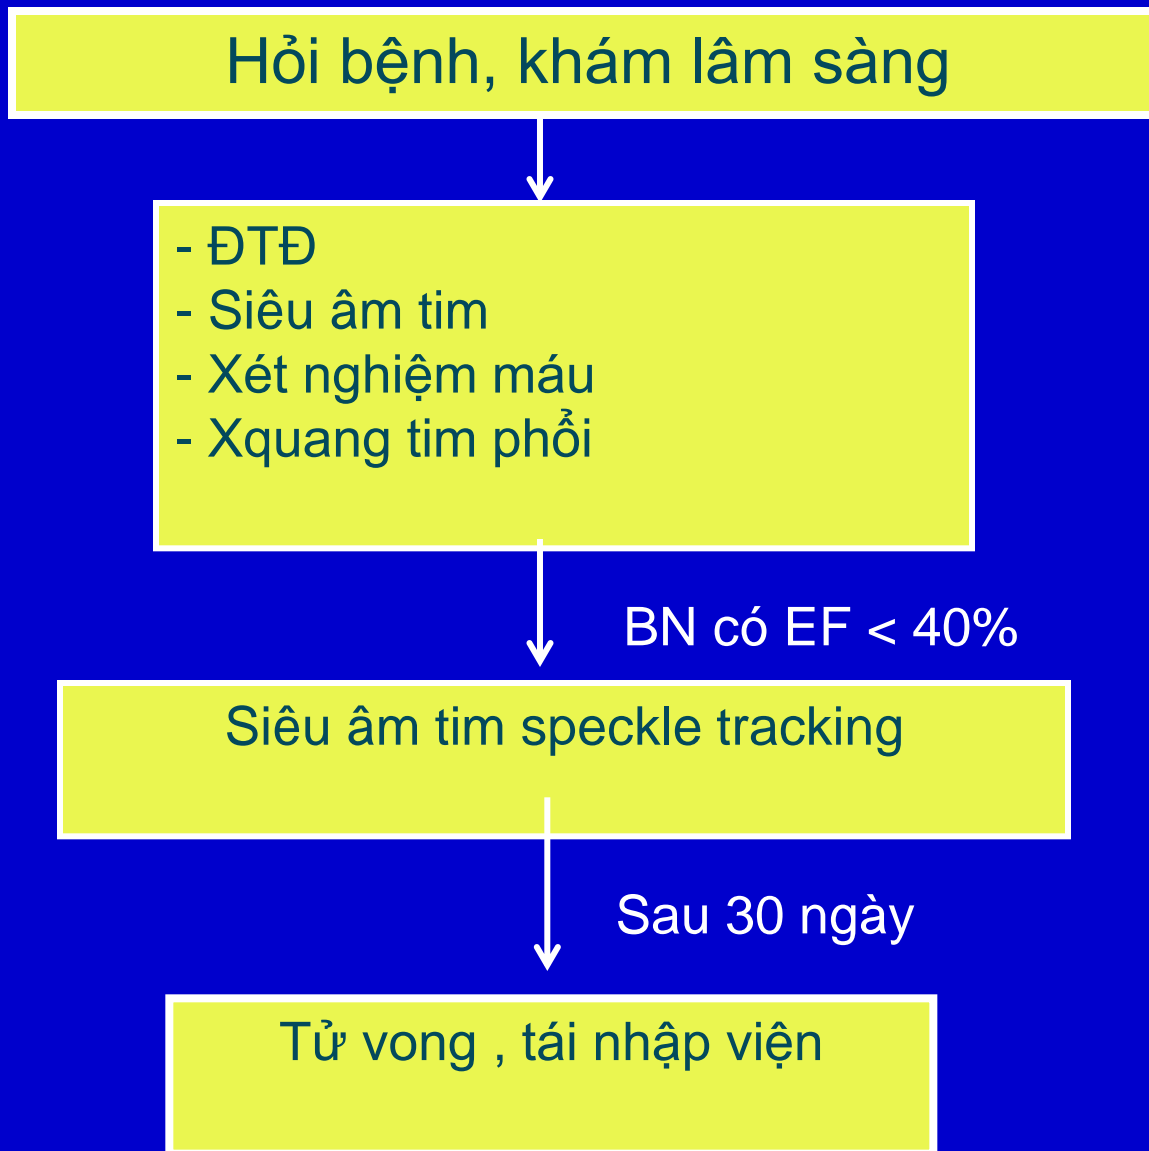 Hỏi bệnh, khám lâm sàng
- ĐTĐ
- Siêu âm tim
- Xét nghiệm máu
- Xquang tim phổi
BN có EF < 40%
Siêu âm tim speckle tracking
Sau 30 ngày
Tử vong , tái nhập viện